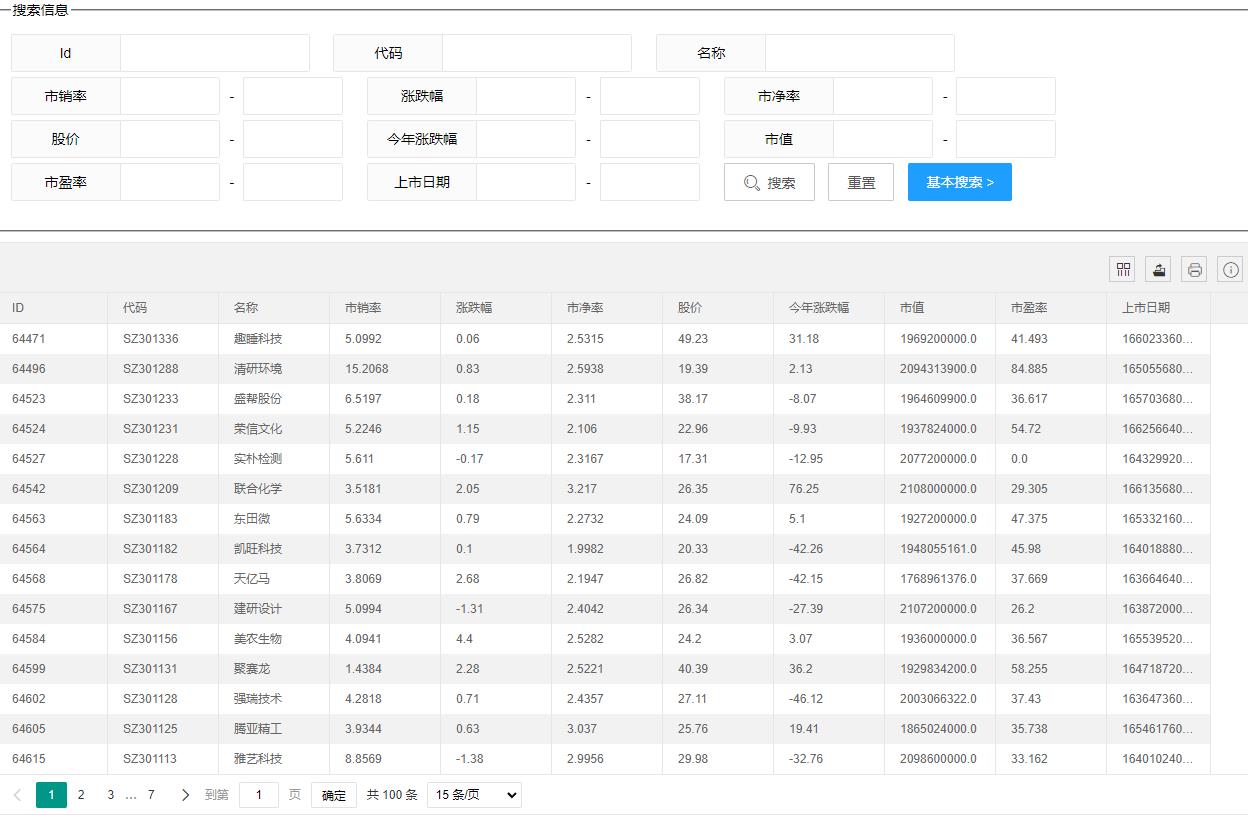 搜索信息
Id 代码 名称
市销率 - 涨跌幅 - 市净率 -
股价 - 今年涨跌幅 - 市值 -
市盈率 - 上市日期 - 搜索 重置 基本搜索 >
ID 代码 名称 市销率 涨跌幅 市净率 股价 今年涨跌幅 市值 市盈率 上市日期
64471 SZ301336 趣睡科技 5.0992 0.06 2.5315 49.23 31.18 1969200000.0 41.493 166023360...
64496 SZ301288 清研环境 15.2068 0.83 2.5938 19.39 2.13 2094313900.0 84.885 165055680...
64523 SZ301233 盛帮股份 6.5197 0.18 2.311 38.17 -8.07 1964609900.0 36.617 165703680...
64524 SZ301231 荣信文化 5.2246 1.15 2.106 22.96 -9.93 1937824000.0 54.72 166256640...
64527 SZ301228 实朴检测 5.611 -0.17 2.3167 17.31 -12.95 2077200000.0 0.0 164329920...
64542 SZ301209 联合化学 3.5181 2.05 3.217 26.35 76.25 2108000000.0 29.305 166135680...
64563 SZ301183 东田微 5.6334 0.79 2.2732 24.09 5.1 1927200000.0 47.375 165332160...
64564 SZ301182 凯旺科技 3.7312 0.1 1.9982 20.33 -42.26 1948055161.0 45.98 164018880...
64568 SZ301178 天亿马 3.8069 2.68 2.1947 26.82 -42.15 1768961376.0 37.669 163664640...
64575 SZ301167 建研设计 5.0994 -1.31 2.4042 26.34 -27.39 2107200000.0 26.2 163872000...
64584 SZ301156 美农生物 4.0941 4.4 2.5282 24.2 3.07 1936000000.0 36.567 165539520...
64599 SZ301131 聚赛龙 1.4384 2.28 2.5221 40.39 36.2 1929834200.0 58.255 164718720...
64602 SZ301128 强瑞技术 4.2818 0.71 2.4357 27.11 -46.12 2003066322.0 37.43 163647360...
64605 SZ301125 腾亚精工 3.9344 0.63 3.037 25.76 19.41 1865024000.0 35.738 165461760...
64615 SZ301113 雅艺科技 8.8569 -1.38 2.9956 29.98 -32.76 2098600000.0 33.162 164010240...
1 2 3 ... 7 到第 1 页 确定 共 100 条 15 条/页